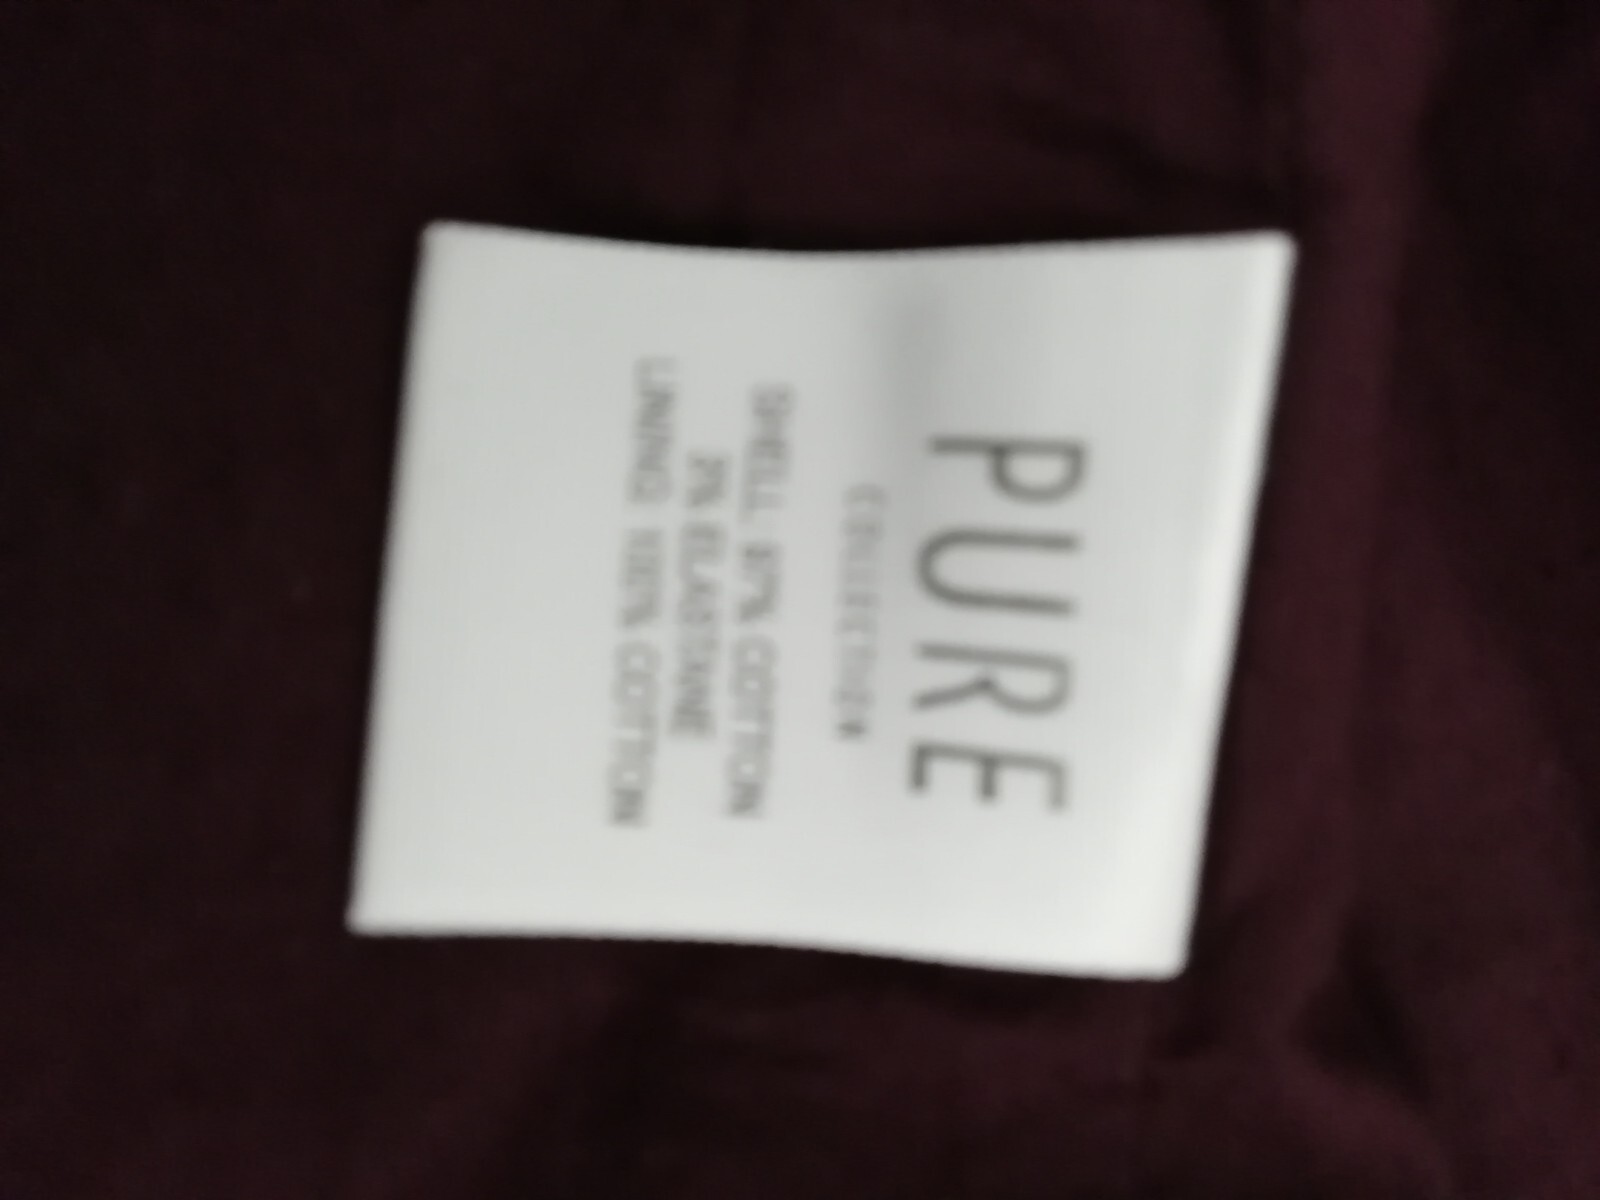 PURE
COLLECTION
SHELL: COTTON
ELASTANE
LINING: 100% COTTON